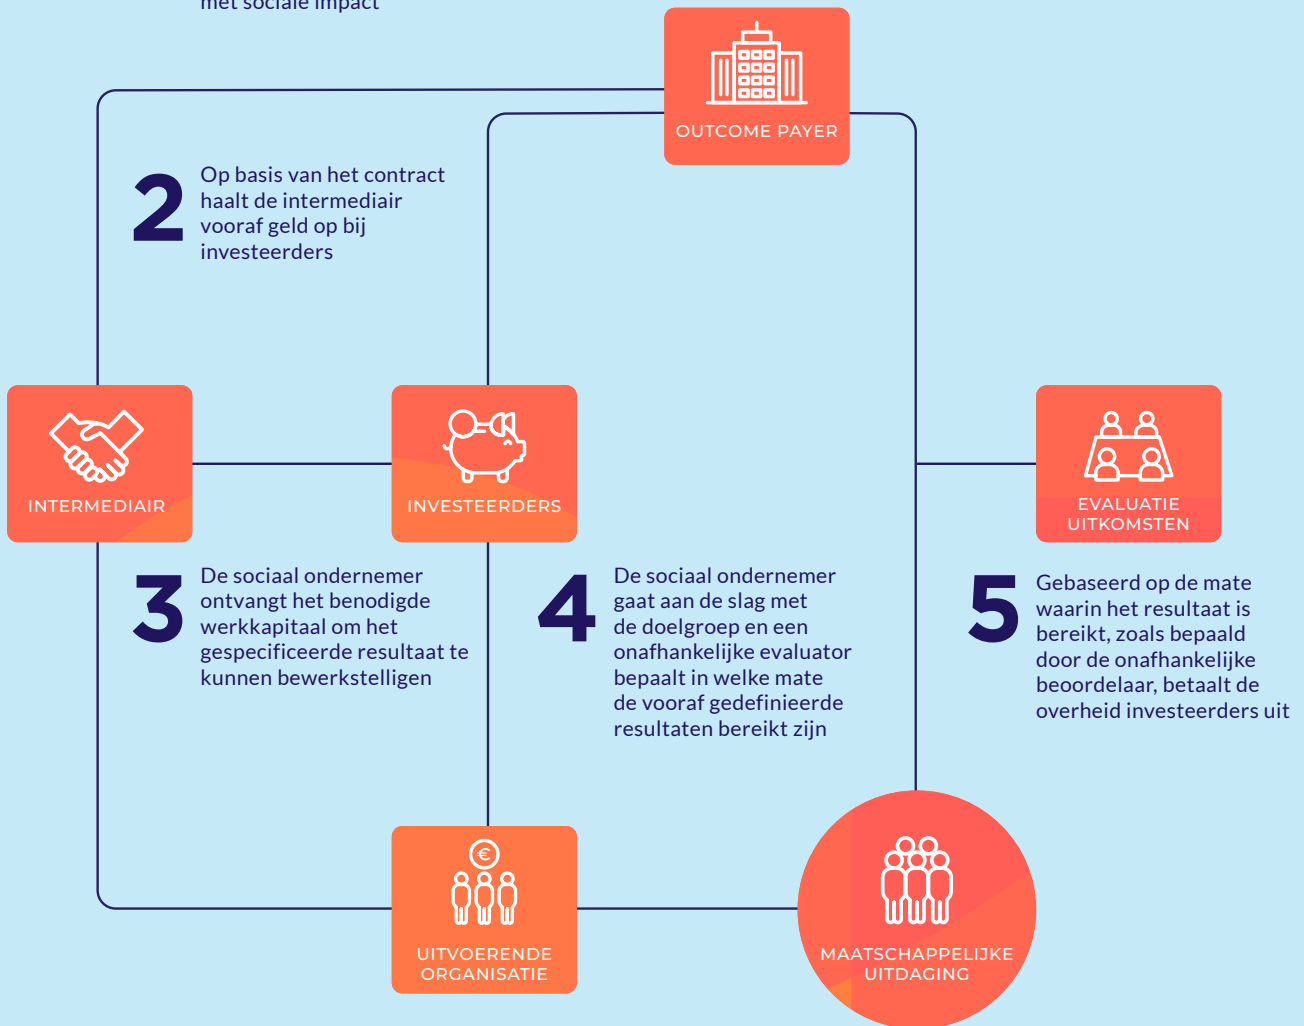 met sociale impact
OUTCOME PAYER
2
Op basis van het contract
haalt de intermediair
vooraf geld op bij
investeerders
INTERMEDIAIR
INVESTEERDERS
EVALUATIE
UITKOMSTEN
3
De sociaal ondernemer
ontvangt het benodigde
werkkapitaal om het
gespecificeerde resultaat te
kunnen bewerkstelligen
4
De sociaal ondernemer
gaat aan de slag met
de doelgroep en een
onafhankelijke evaluator
bepaalt in welke mate
de vooraf gedefinieerde
resultaten bereikt zijn
5
Gebaseerd op de mate
waarin het resultaat is
bereikt, zoals bepaald
door de onafhankelijke
beoordelaar, betaalt de
overheid investeerders uit
€
UITVOERENDE
ORGANISATIE
MAATSCHAPPELIJKE
UITDAGING